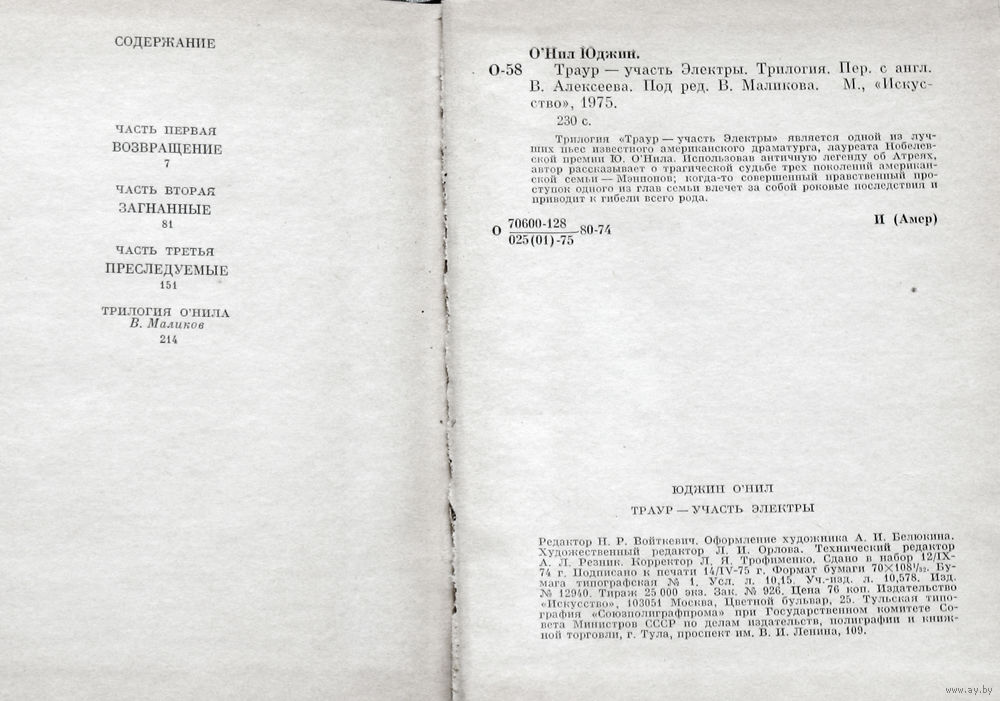 СОДЕРЖАНИЕ
ЧАСТЬ ПЕРВАЯ
ВОЗВРАЩЕНИЕ
7
ЧАСТЬ ВТОРАЯ
ЗАГНАННЫЕ
81
ЧАСТЬ ТРЕТЬЯ
ПРЕСЛЕДУЕМЫЕ
151
ТРИЛОГИЯ О'НИЛА
В. Маликов
214
О'Нил Юджин.
О-58 Траур — участь Электры. Трилогия. Пер. с англ.
В. Алексеева. Под ред. В. Маликова. М., «Искус-
ство», 1975.
230 с.
Трилогия «Траур — участь Электры» является одной из луч-
ших пьес известного американского драматурга, лауреата Нобелев-
ской премии Ю. О'Нила. Использовав античную легенду об Атреях,
автор рассказывает о трагической судьбе трех поколений американ-
ской семьи — Мэннонов; когда-то совершенный нравственный про-
ступок одного из глав семьи влечет за собой роковые последствия и
приводит к гибели всего рода.
О 70600-128
025(01)-75 80-74
И (Амер)
ЮДЖИН О'НИЛ
ТРАУР — УЧАСТЬ ЭЛЕКТРЫ
Редактор Н. Р. Войткевич. Оформление художника А. И. Белюкина.
Художественный редактор Л. И. Орлова. Технический редактор
А. Л. Резник. Корректор Л. Я. Трофименко. Сдано в набор 12/IX-
74 г. Подписано к печати 14/IV-75 г. Формат бумаги 70×108 1/32. Бу-
мага типографская № 1. Усл. л. 10,15. Уч.-изд. л. 10,578. Изд.
№ 12940. Тираж 25 000 экз. Зак. № 926. Цена 76 коп. Издательство
«Искусство», 103051 Москва, Цветной бульвар, 25. Тульская типо-
графия «Союзполиграфпрома» при Государственном комитете Со-
вета Министров СССР по делам издательств, полиграфии и книж-
ной торговли, г. Тула, проспект им. В. И. Ленина, 109.
www.ay.by